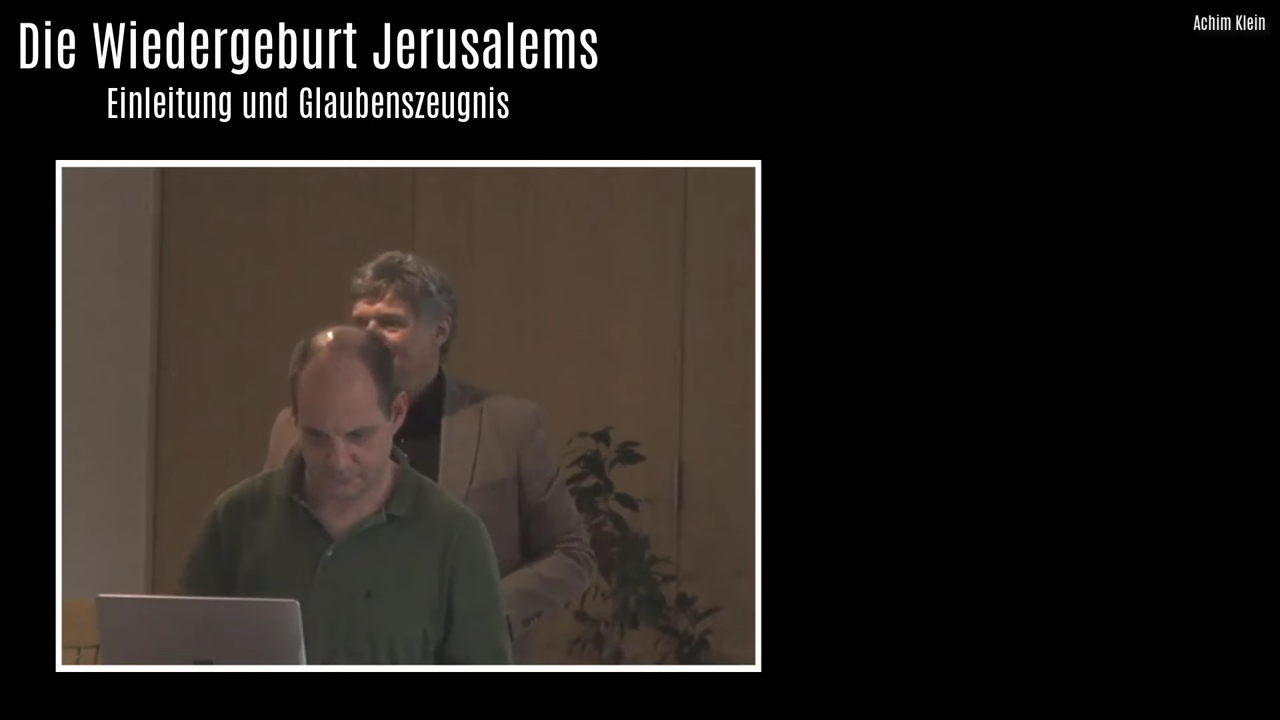 Die Wiedergeburt Jerusalems
Einleitung und Glaubenszeugnis
Achim Klein